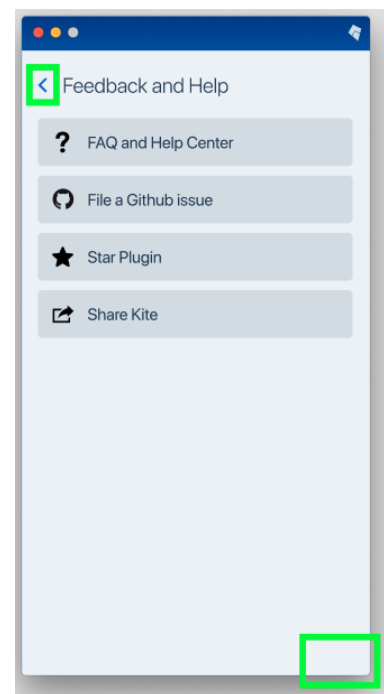 Feedback and Help
FAQ and Help Center
File a Github issue
Star Plugin
Share Kite